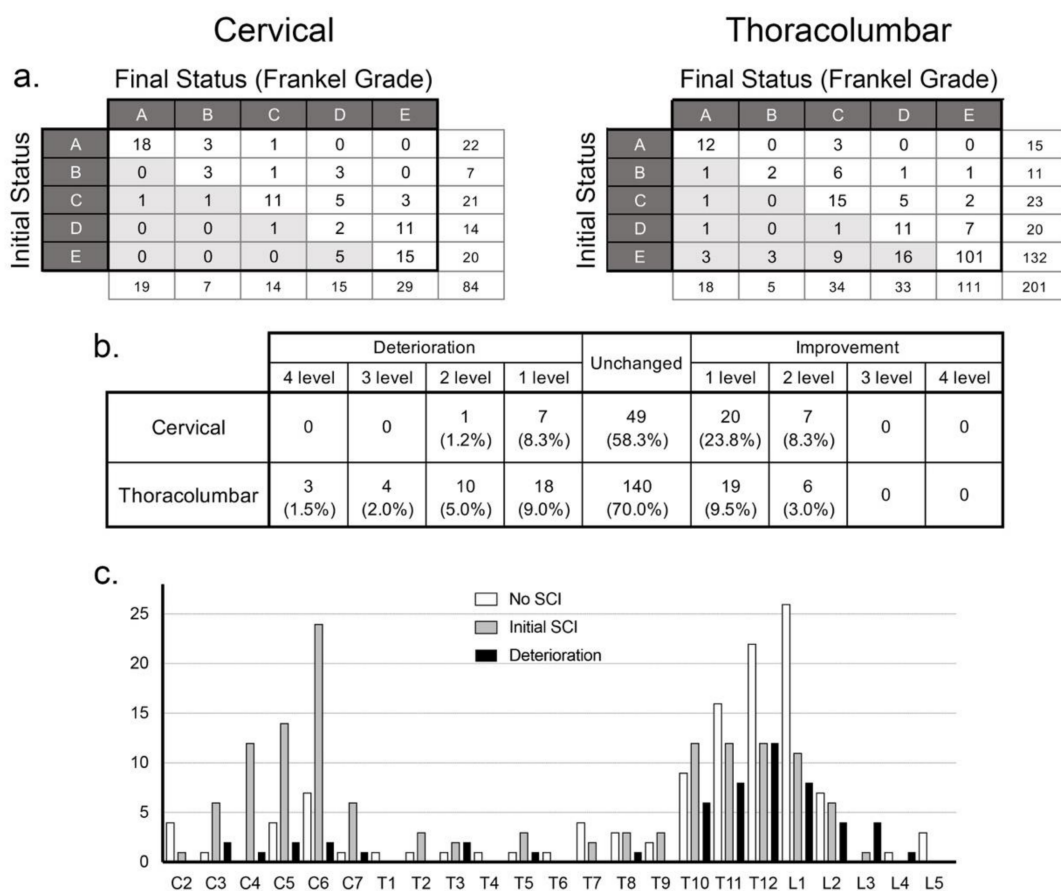 Cervical
Thoracolumbar
a.
Final Status (Frankel Grade)
A B C D E
Initial Status
A 18 3 1 0 0 22
B 0 3 1 3 0 7
C 1 1 11 5 3 21
D 0 0 1 2 11 14
E 0 0 0 5 15 20
19 7 14 15 29 84
Final Status (Frankel Grade)
A B C D E
Initial Status
A 12 0 3 0 0 15
B 1 2 6 1 1 11
C 1 0 15 5 2 23
D 1 0 1 11 7 20
E 3 3 9 16 101 132
18 5 34 33 111 201
b.
Deterioration Unchanged Improvement
4 level 3 level 2 level 1 level 1 level 2 level 3 level 4 level
Cervical 0 0 1 7 49 20 7 0 0
(1.2%) (8.3%) (58.3%) (23.8%) (8.3%)
Thoracolumbar 3 4 10 18 140 19 6 0 0
(1.5%) (2.0%) (5.0%) (9.0%) (70.0%) (9.5%) (3.0%)
c.
No SCI
Initial SCI
Deterioration
25
20
15
10
5
0
C2 C3 C4 C5 C6 C7 T1 T2 T3 T4 T5 T6 T7 T8 T9 T10 T11 T12 L1 L2 L3 L4 L5